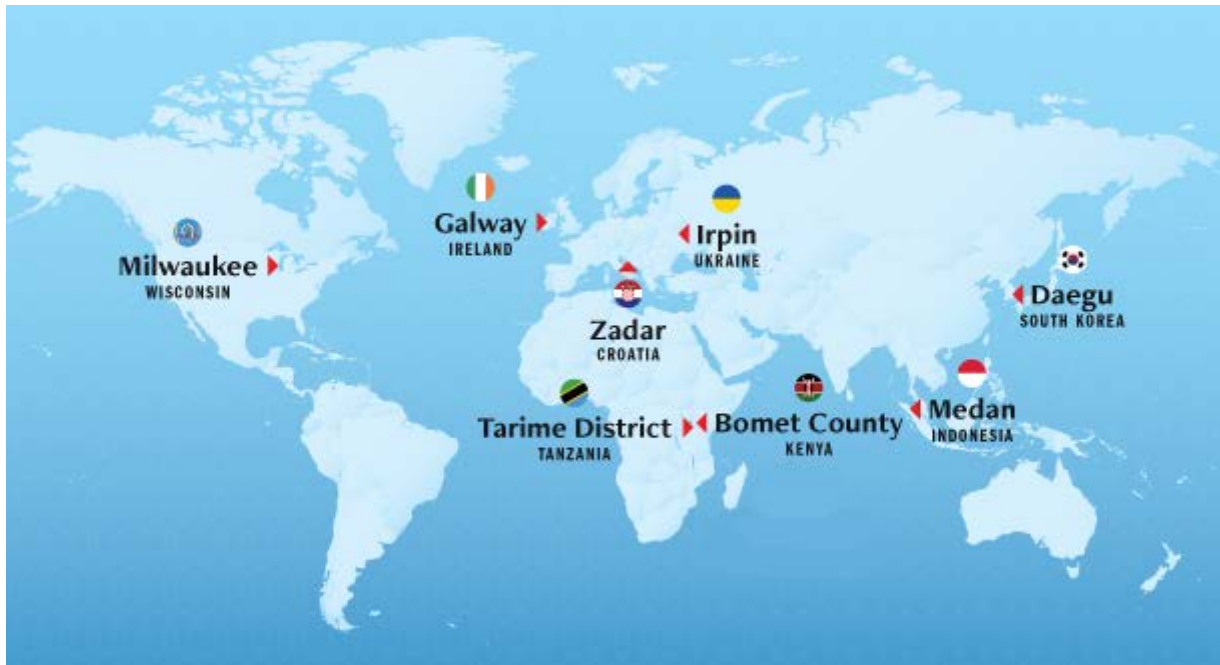 Galway
IRELAND
Irpin
UKRAINE
Milwaukee
WISCONSIN
Daegu
SOUTH KOREA
Zadar
CROATIA
Tarime District
TANZANIA
Bomet County
KENYA
Medan
INDONESIA